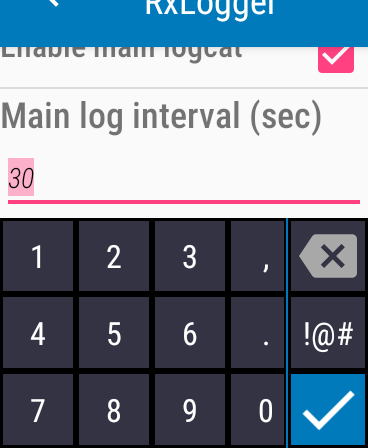 RxLogger
Enable main logcat
Main log interval (sec)
30
1 2 3 ,
4 5 6 . !@#
7 8 9 0